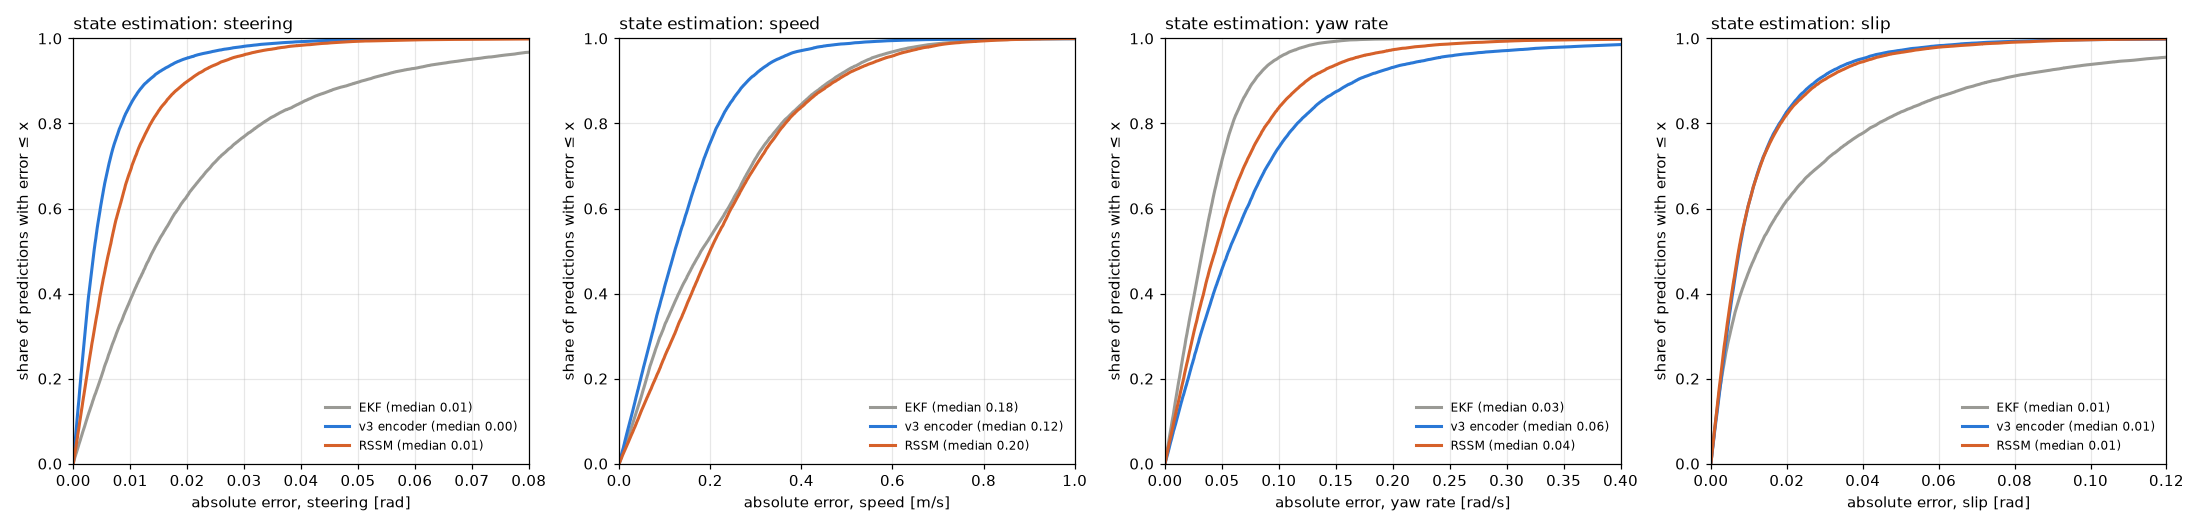 state estimation: steering
share of predictions with error ≤ x
1.0
0.8
0.6
0.4
0.2
0.0
EKF (median 0.01)
v3 encoder (median 0.00)
RSSM (median 0.01)
0.00 0.01 0.02 0.03 0.04 0.05 0.06 0.07 0.08
absolute error, steering [rad]
state estimation: speed
share of predictions with error ≤ x
1.0
0.8
0.6
0.4
0.2
0.0
EKF (median 0.18)
v3 encoder (median 0.12)
RSSM (median 0.20)
0.0 0.2 0.4 0.6 0.8 1.0
absolute error, speed [m/s]
state estimation: yaw rate
share of predictions with error ≤ x
1.0
0.8
0.6
0.4
0.2
0.0
EKF (median 0.03)
v3 encoder (median 0.06)
RSSM (median 0.04)
0.00 0.05 0.10 0.15 0.20 0.25 0.30 0.35 0.40
absolute error, yaw rate [rad/s]
state estimation: slip
share of predictions with error ≤ x
1.0
0.8
0.6
0.4
0.2
0.0
EKF (median 0.01)
v3 encoder (median 0.01)
RSSM (median 0.01)
0.00 0.02 0.04 0.06 0.08 0.10 0.12
absolute error, slip [rad]